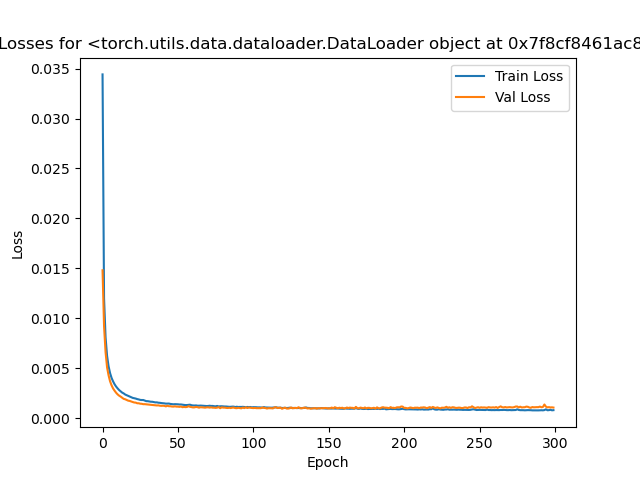 Losses for <torch.utils.data.dataloader.DataLoader object at 0x7f8cf8461ac8
Train Loss
Val Loss
0.035
0.030
0.025
0.020
0.015
0.010
0.005
0.000
Loss
0 50 100 150 200 250 300
Epoch